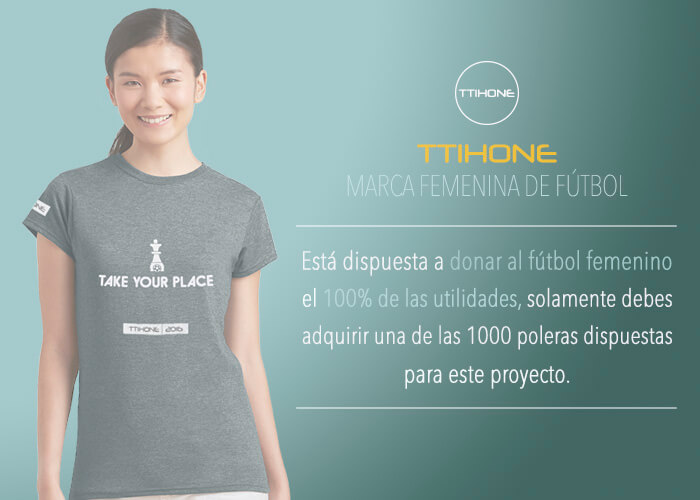 TTIHONE
TTIHONE
MARCA FEMENINA DE FÚTBOL
Está dispuesta a donar al fútbol femenino
el 100% de las utilidades, solamente debes
adquirir una de las 1000 poleras dispuestas
para este proyecto.
TAKE YOUR PLACE
TTIHONE 2016